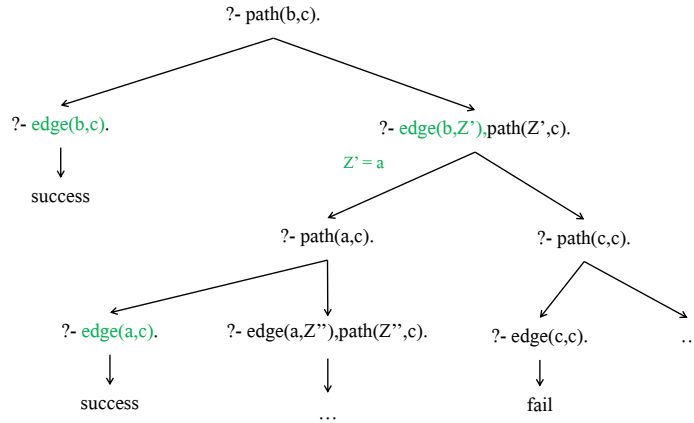 ?- path(b,c).
?- edge(b,c).
?- edge(b,Z’),path(Z’,c).
Z’ = a
success
?- path(a,c).
?- path(c,c).
?- edge(a,c).
?- edge(a,Z’’),path(Z’’,c).
?- edge(c,c).
..
success
...
fail